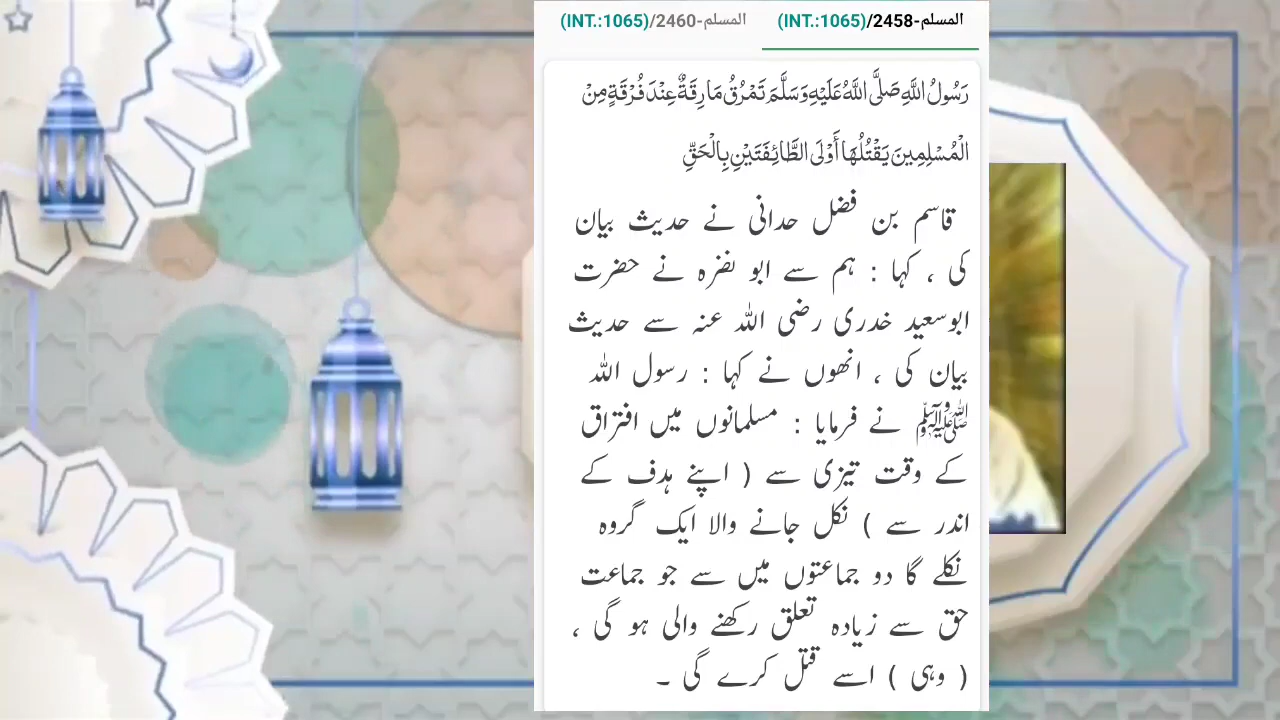 المسلم-2458/(INT.:1065) المسلم-2460/(INT.:1065)
رَسُولُ اللَّهِ صَلَّى اللَّهُ عَلَيْهِ وَسَلَّمَ تَمْرُقُ مَارِقَةٌ عِنْدَ فُرْقَةٍ مِنْ
الْمُسْلِمِينَ يَقْتُلُهَا أَوْلَى الطَّائِفَتَيْنِ بِالْحَقِّ
قاسم بن فضل حدانی نے حدیث بیان
کی ، کہا : ہم سے ابو نضرہ نے حضرت
ابوسعید خدری رضی اللہ عنہ سے حدیث
بیان کی ، انھوں نے کہا : رسول اللہ
ﷺ نے فرمایا : مسلمانوں میں افتراق
کے وقت تیزی سے ( اپنے ہدف کے
اندر سے ) نکل جانے والا ایک گروہ
نکلے گا دو جماعتوں میں سے جو جماعت
حق سے زیادہ تعلق رکھنے والی ہو گی ،
( وہی ) اسے قتل کرے گی ۔